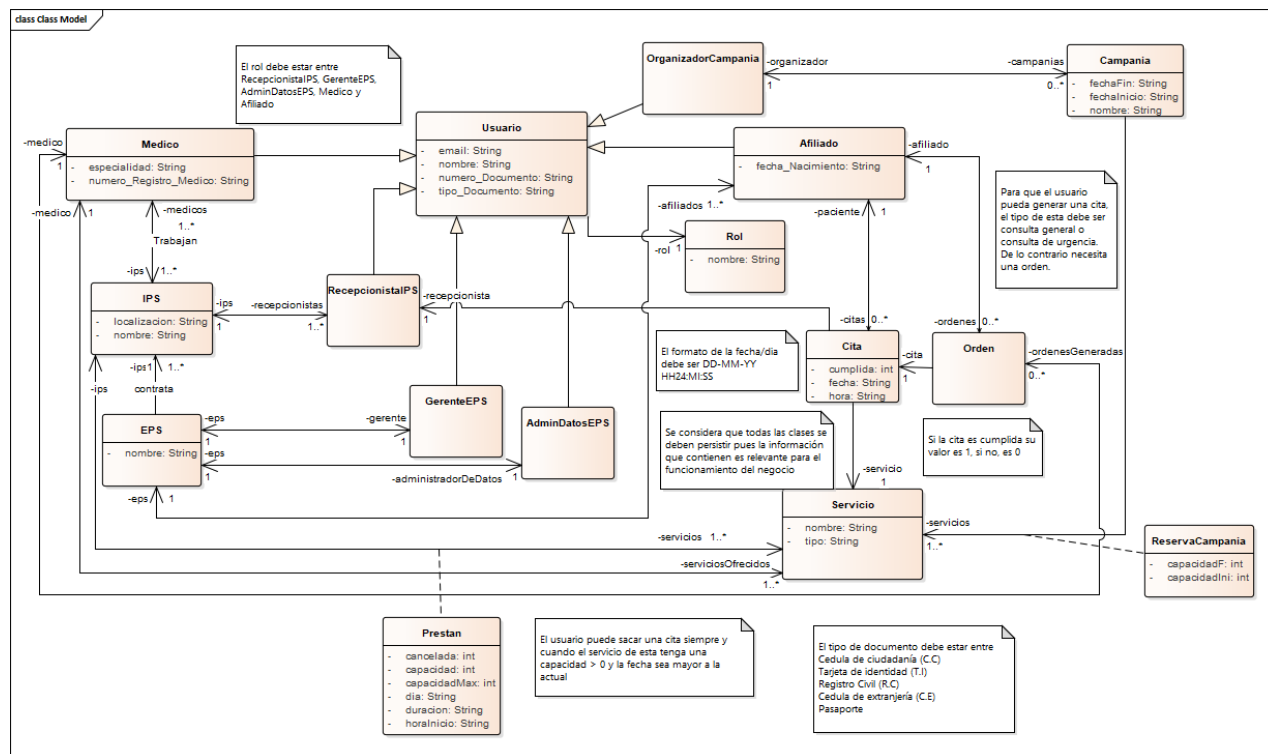 class Class Model
El rol debe estar entre
RecepcionistaIPS, GerenteEPS,
AdminDatosEPS, Medico y
Afiliado
OrganizadorCampania
-organizador
1
-campanias
0..*
Campania
- fechaFin: String
- fechaInicio: String
- nombre: String
-medico
1
Medico
- especialidad: String
- numero_Registro_Medico: String
Usuario
- email: String
- nombre: String
- numero_Documento: String
- tipo_Documento: String
Afiliado
- fecha_Nacimiento: String
-afiliado
1
Para que el usuario
pueda generar una cita,
el tipo de esta debe ser
consulta general o
consulta de urgencia.
De lo contrario necesita
una orden.
-medico
1
-medicos
1..*
Trabajan
-afiliados
1..*
-paciente
1
-rol
1
Rol
- nombre: String
-ips
1..*
IPS
- localizacion: String
- nombre: String
-ips
1
-recepcionistas
1..*
RecepcionistaIPS
-recepcionista
1
-citas
0..*
-ordenes
0..*
El formato de la fecha/dia
debe ser DD-MM-YY
HH24:MI:SS
Cita
- cumplida: int
- fecha: String
- hora: String
-cita
1
Orden
-ordenesGeneradas
0..*
-ips
1
1..*
-ips
contrata
EPS
- nombre: String
-eps
1
-gerente
1
GerenteEPS
AdminDatosEPS
-eps
1
1
-administradorDeDatos
-eps
1
Se considera que todas las clases se
deben persistir pues la información
que contienen es relevante para el
funcionamiento del negocio
Si la cita es cumplida su
valor es 1, si no, es 0
-servicio
1
Servicio
- nombre: String
- tipo: String
-servicios
1..*
-servicios 1..*
-serviciosOfrecidos
1..*
ReservaCampania
- capacidadF: int
- capacidadIni: int
Prestan
- cancelada: int
- capacidad: int
- capacidadMax: int
- dia: String
- duracion: String
- horaInicio: String
El usuario puede sacar una cita siempre y
cuando el servicio de esta tenga una
capacidad > 0 y la fecha sea mayor a la
actual
El tipo de documento debe estar entre
Cedula de ciudadanía (C.C)
Tarjeta de identidad (T.I)
Registro Civil (R.C)
Cedula de extranjería (C.E)
Pasaporte